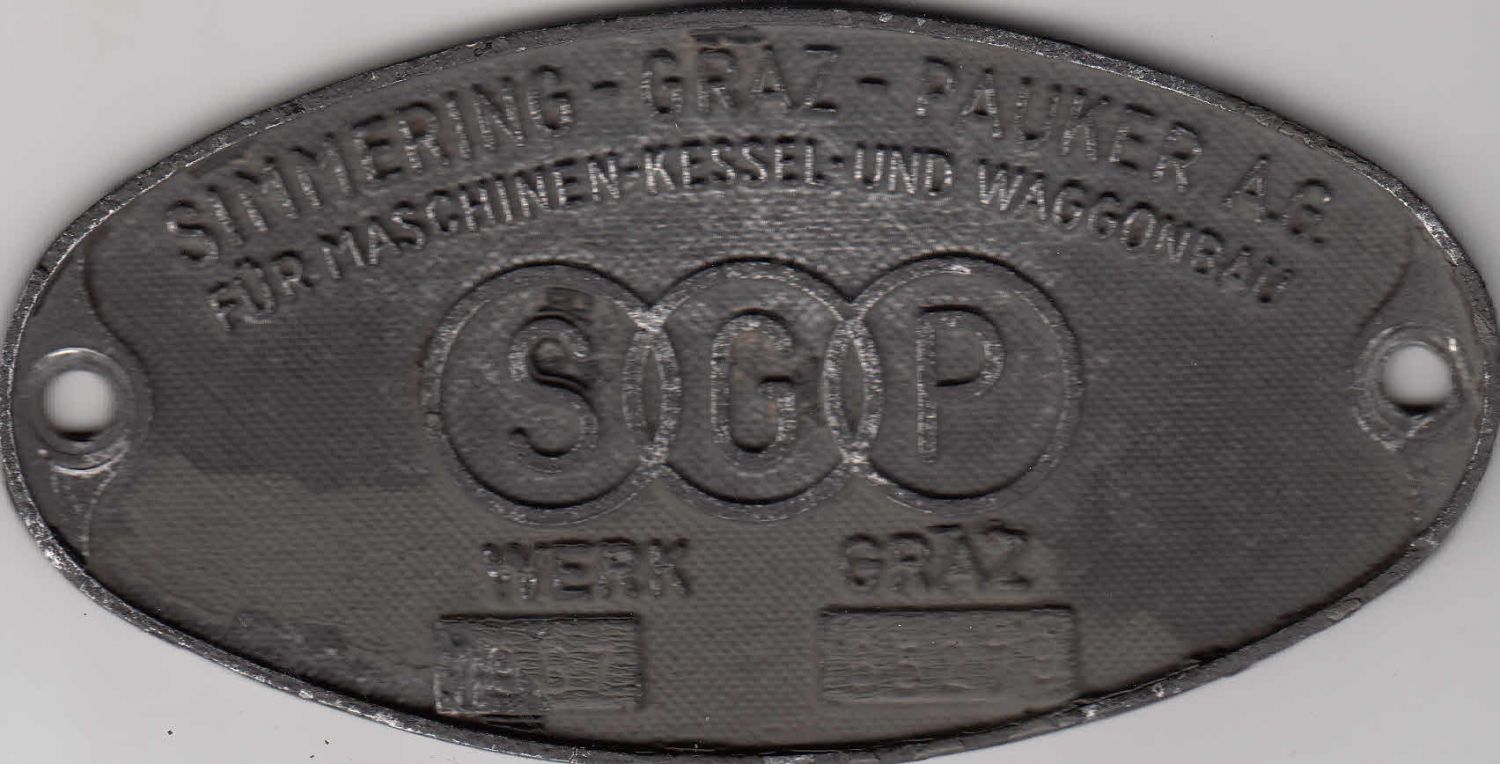 SIMMERING - GRAZ - PAUKER A.G.
FÜR MASCHINEN-KESSEL-UND WAGGONBAU
SGP
WERK GRAZ